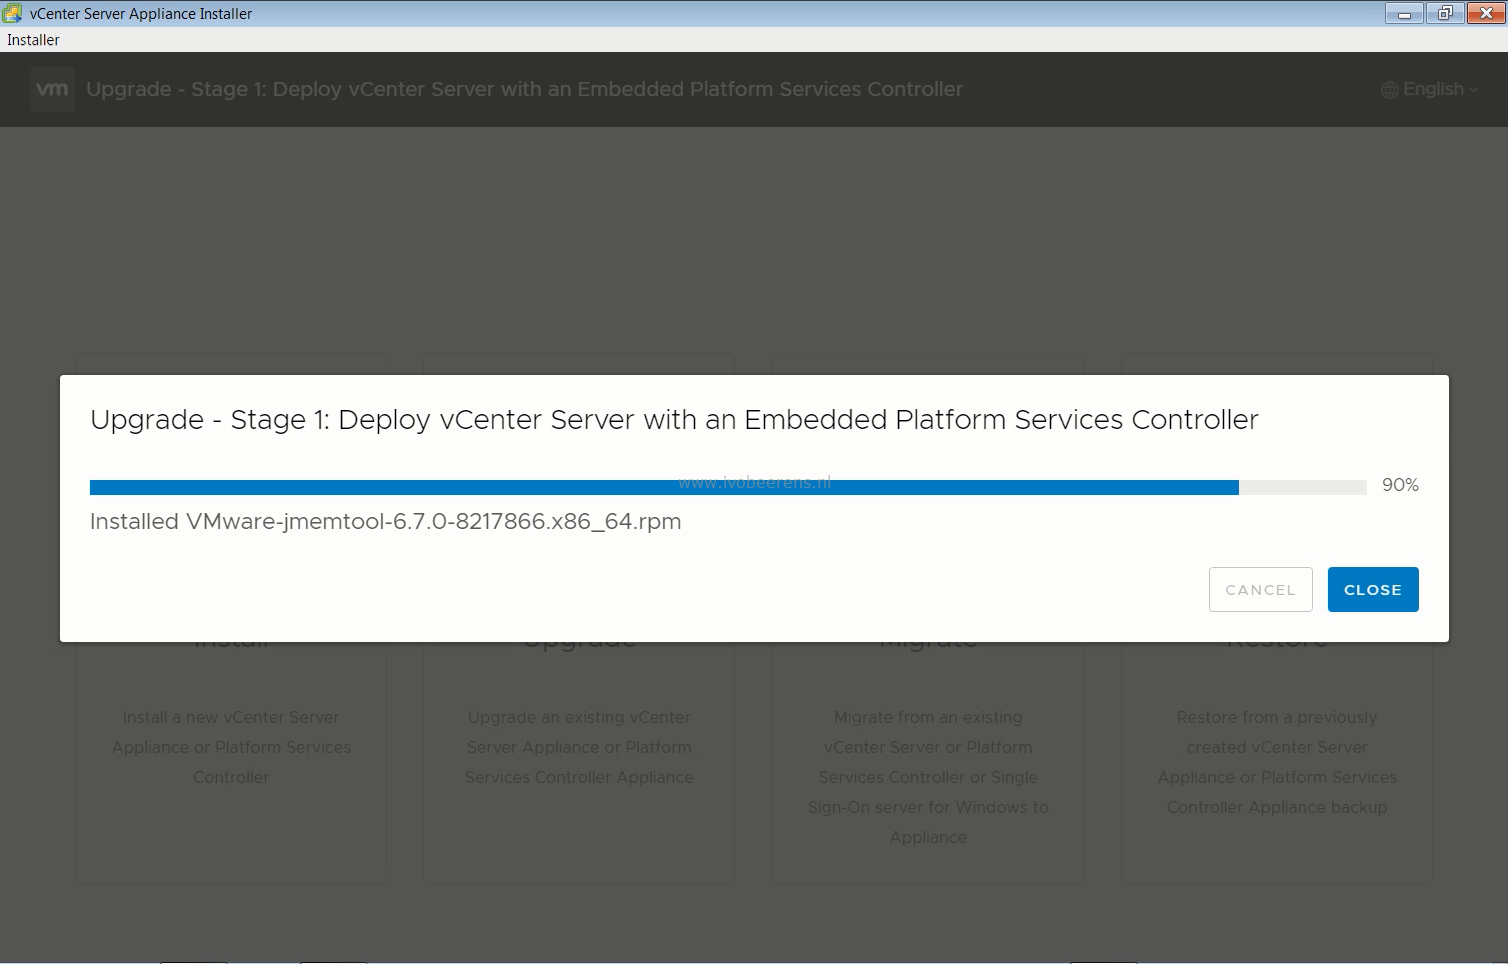 vCenter Server Appliance Installer
Installer
vm
Upgrade - Stage 1: Deploy vCenter Server with an Embedded Platform Services Controller
English
Upgrade - Stage 1: Deploy vCenter Server with an Embedded Platform Services Controller
www.ivobeerens.nl
90%
Installed VMware-jmemtool-6.7.0-8217866.x86_64.rpm
CANCEL
CLOSE
Install
Install a new vCenter Server
Appliance or Platform Services
Controller
Upgrade
Upgrade an existing vCenter
Server Appliance or Platform
Services Controller Appliance
Migrate
Migrate from an existing
vCenter Server or Platform
Services Controller or Single
Sign-On server for Windows to
Appliance
Restore
Restore from a previously
created vCenter Server
Appliance or Platform Services
Controller Appliance backup